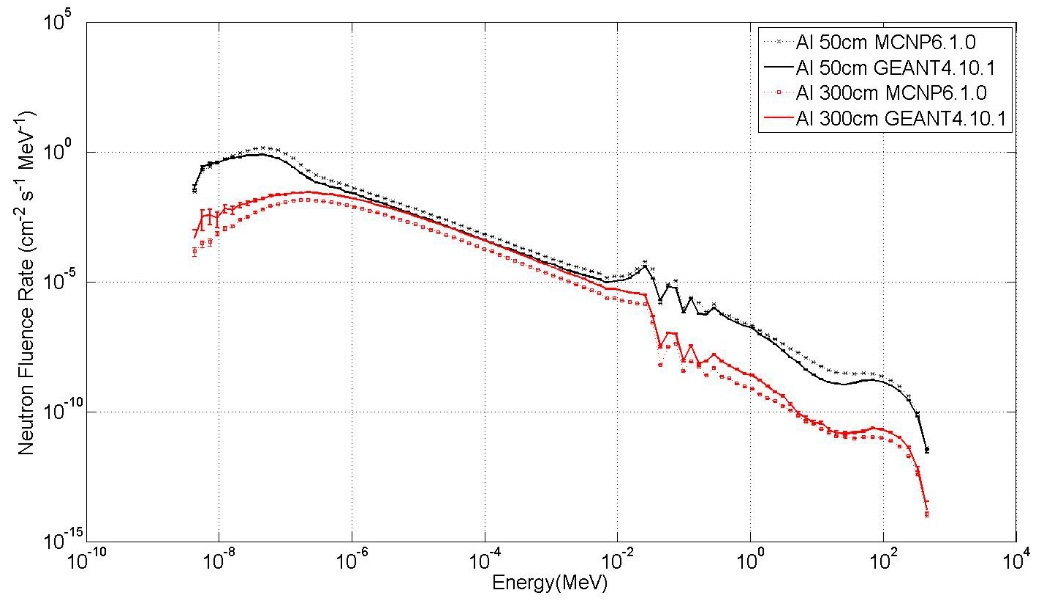 10^5
10^0
10^-5
10^-10
10^-15
Neutron Fluence Rate (cm^-2 s^-1 MeV^-1)
Al 50cm MCNP6.1.0
Al 50cm GEANT4.10.1
Al 300cm MCNP6.1.0
Al 300cm GEANT4.10.1
10^-10 10^-8 10^-6 10^-4 10^-2 10^0 10^2 10^4
Energy(MeV)